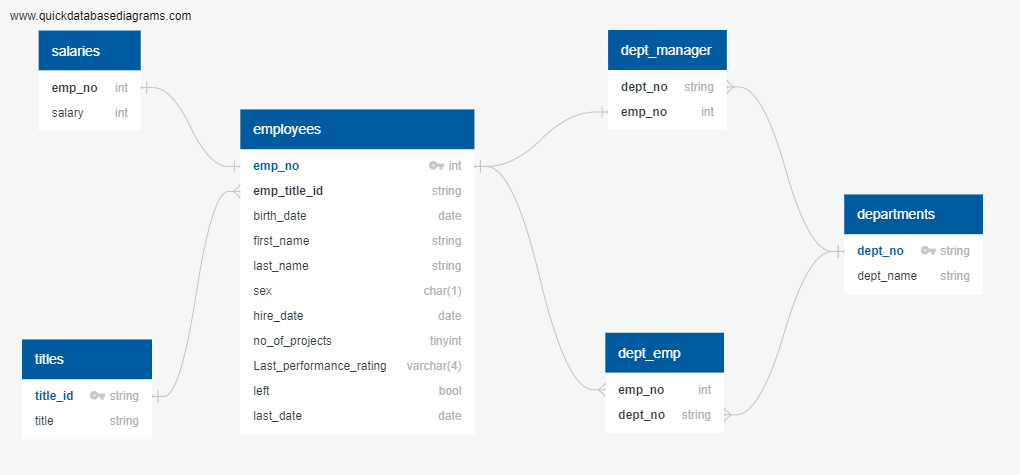 www.quickdatabasediagrams.com
salaries
emp_no int
salary int
employees
emp_no int
emp_title_id string
birth_date date
first_name string
last_name string
sex char(1)
hire_date date
no_of_projects tinyint
Last_performance_rating varchar(4)
left bool
last_date date
titles
title_id string
title string
dept_manager
dept_no string
emp_no int
dept_emp
emp_no int
dept_no string
departments
dept_no string
dept_name string